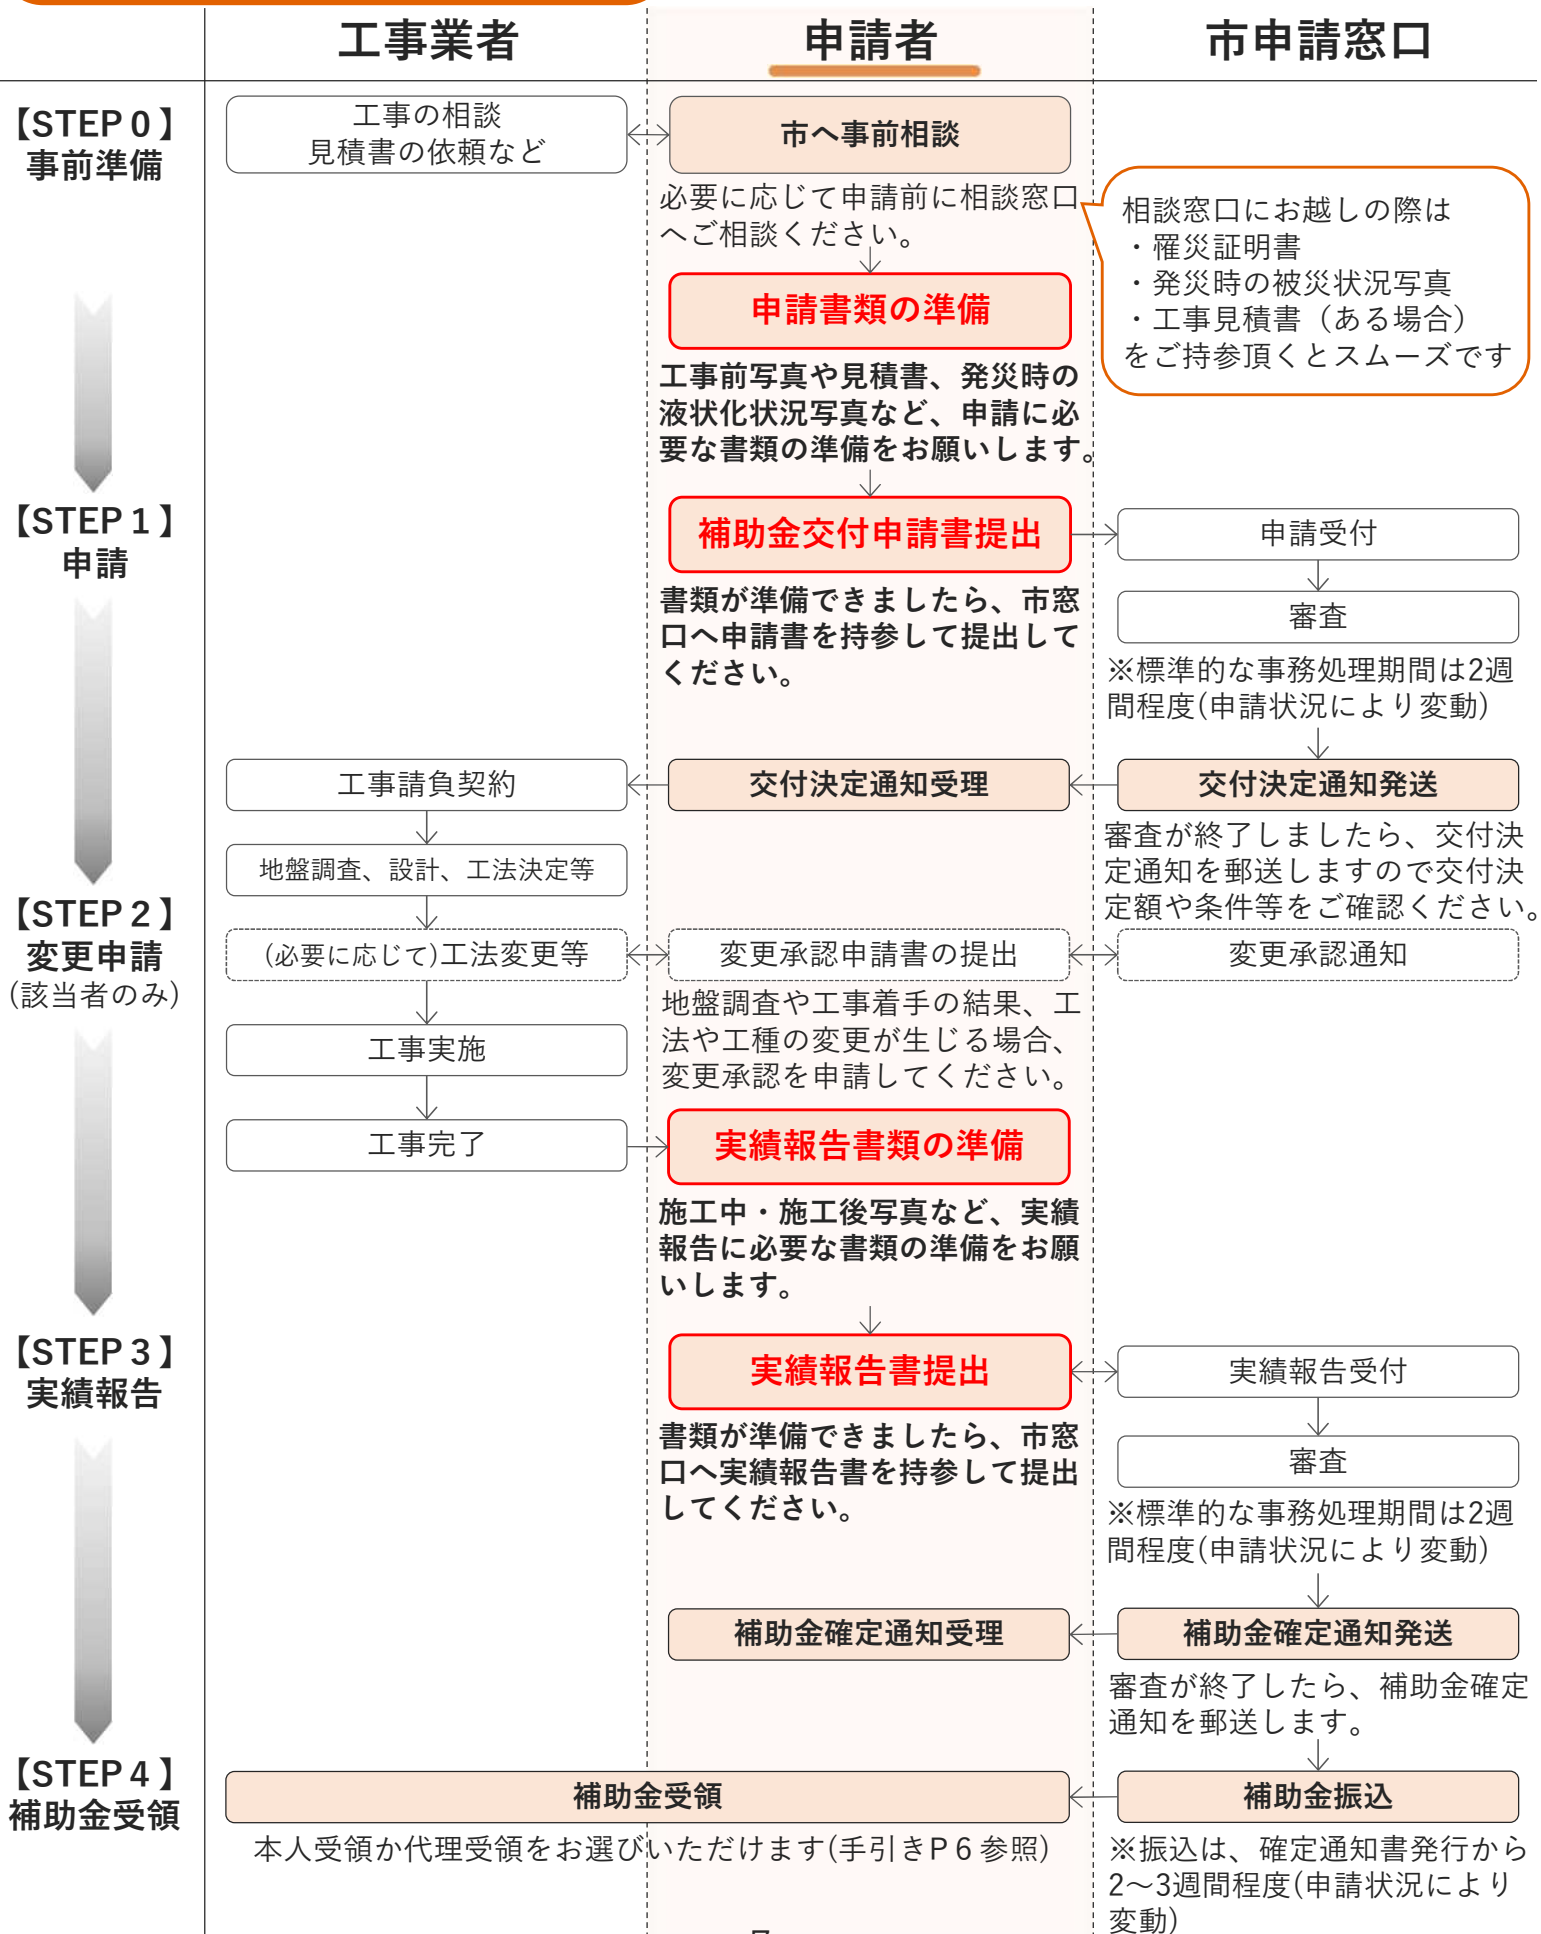 工事業者
申請者
市申請窓口
【STEP 0 】
事前準備
工事の相談
見積書の依頼など
市へ事前相談
必要に応じて申請前に相談窓口
へご相談ください。
相談窓口にお越しの際は
・罹災証明書
・発災時の被災状況写真
・工事見積書（ある場合）
をご持参頂くとスムーズです
申請書類の準備
工事前写真や見積書、発災時の
液状化状況写真など、申請に必
要な書類の準備をお願いします。
【STEP 1 】
申請
補助金交付申請書提出
申請受付
書類が準備できましたら、市窓
口へ申請書を持参して提出して
ください。
審査
※標準的な事務処理期間は2週
間程度(申請状況により変動)
工事請負契約
交付決定通知受理
交付決定通知発送
審査が終了しましたら、交付決
定通知を郵送しますので交付決
定額や条件等をご確認ください。
地盤調査、設計、工法決定等
【STEP 2 】
変更申請
(該当者のみ)
(必要に応じて)工法変更等
変更承認申請書の提出
変更承認通知
地盤調査や工事着手の結果、工
法や工種の変更が生じる場合、
変更承認を申請してください。
工事実施
工事完了
実績報告書類の準備
施工中・施工後写真など、実績
報告に必要な書類の準備をお願
いします。
【STEP 3 】
実績報告
実績報告書提出
実績報告受付
書類が準備できましたら、市窓
口へ実績報告書を持参して提出
してください。
審査
※標準的な事務処理期間は2週
間程度(申請状況により変動)
補助金確定通知受理
補助金確定通知発送
審査が終了したら、補助金確定
通知を郵送します。
【STEP 4 】
補助金受領
補助金受領
補助金振込
本人受領か代理受領をお選びいただけます(手引きP 6 参照)
※振込は、確定通知書発行から
2～3週間程度(申請状況により
変動)